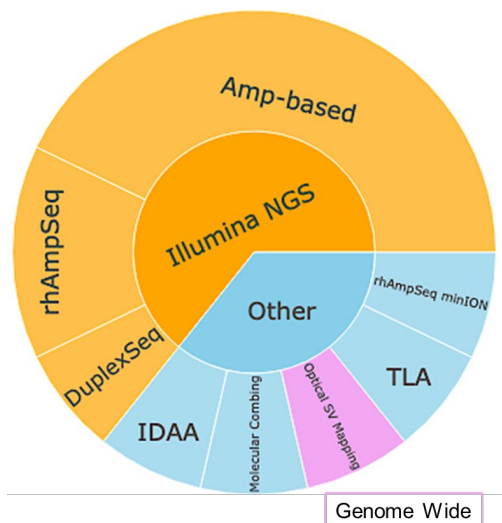 Amp-based
rhAmpSeq
Illumina NGS
Other
rhAmpSeq minION
DuplexSeq
TLA
IDAA
Molecular Combing
Optical SV Mapping
Genome Wide